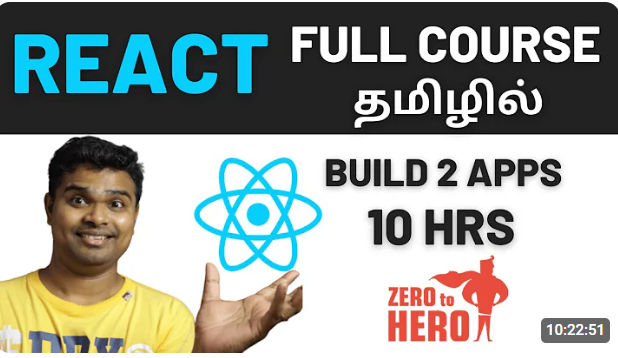 REACT
FULL COURSE
தமிழில்
BUILD 2 APPS
10 HRS
ZERO to
HERO
10:22:51